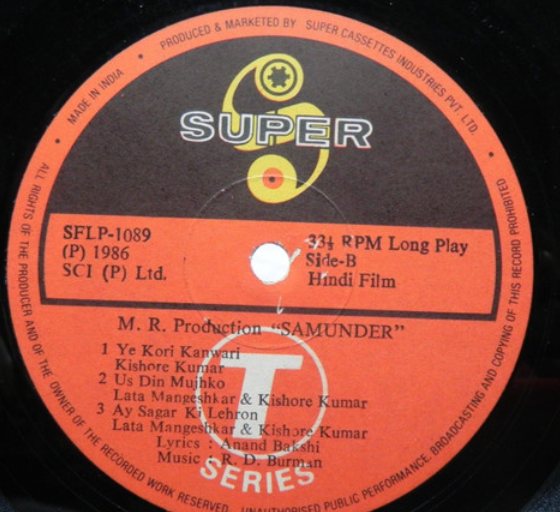 • MADE IN INDIA • PRODUCED & MARKETED BY SUPER CASSETTES INDUSTRIES PVT. LTD. •
SUPER
SFLP-1089
(P) 1986
SCI (P) Ltd.
33⅓ RPM Long Play
Side-B
Hindi Film
M. R. Production "SAMUNDER"
1 Ye Kori Kanwari
Kishore Kumar
2 Us Din Mujhko
Lata Mangeshkar & Kishore Kumar
3 Ay Sagar Ki Lehron
Lata Mangeshkar & Kishore Kumar
Lyrics : Anand Bakshi
Music : R. D. Burman
T
SERIES
ALL RIGHTS OF THE PRODUCER AND OF THE OWNER OF THE RECORDED WORK RESERVED. UNAUTHORISED PUBLIC PERFORMANCE, BROADCASTING AND COPYING OF THIS RECORD PROHIBITED